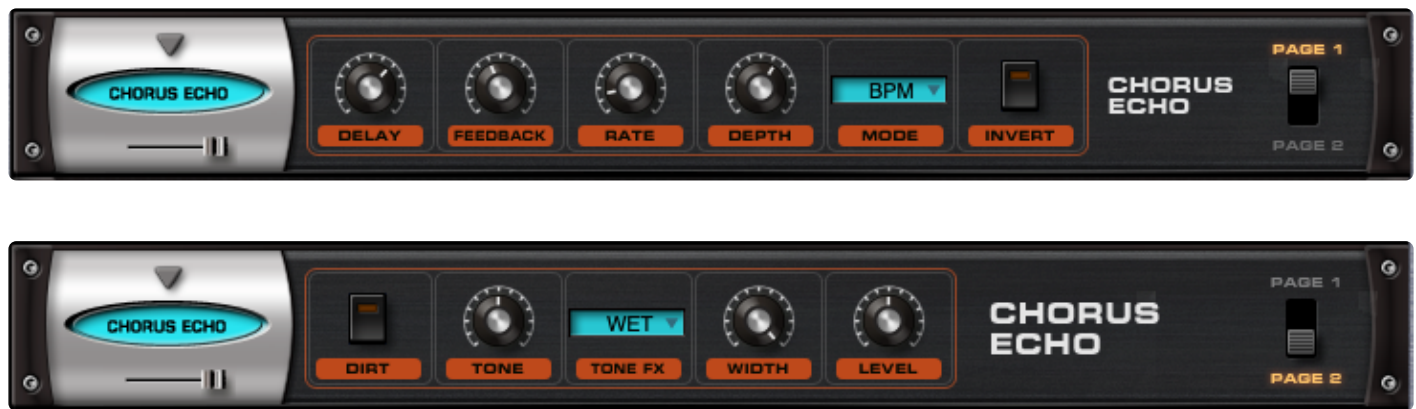 PAGE 1
CHORUS ECHO
BPM
CHORUS
ECHO
DELAY FEEDBACK RATE DEPTH MODE INVERT
PAGE 2
PAGE 1
CHORUS ECHO
WET
CHORUS
ECHO
DIRT TONE TONE FX WIDTH LEVEL
PAGE 2